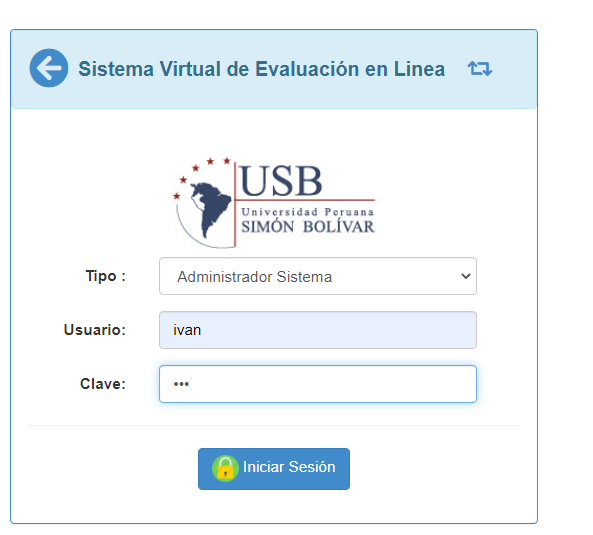 Sistema Virtual de Evaluación en Linea
USB
Universidad Peruana
SIMÓN BOLÍVAR
Tipo : Administrador Sistema
Usuario: ivan
Clave: •••
Iniciar Sesión